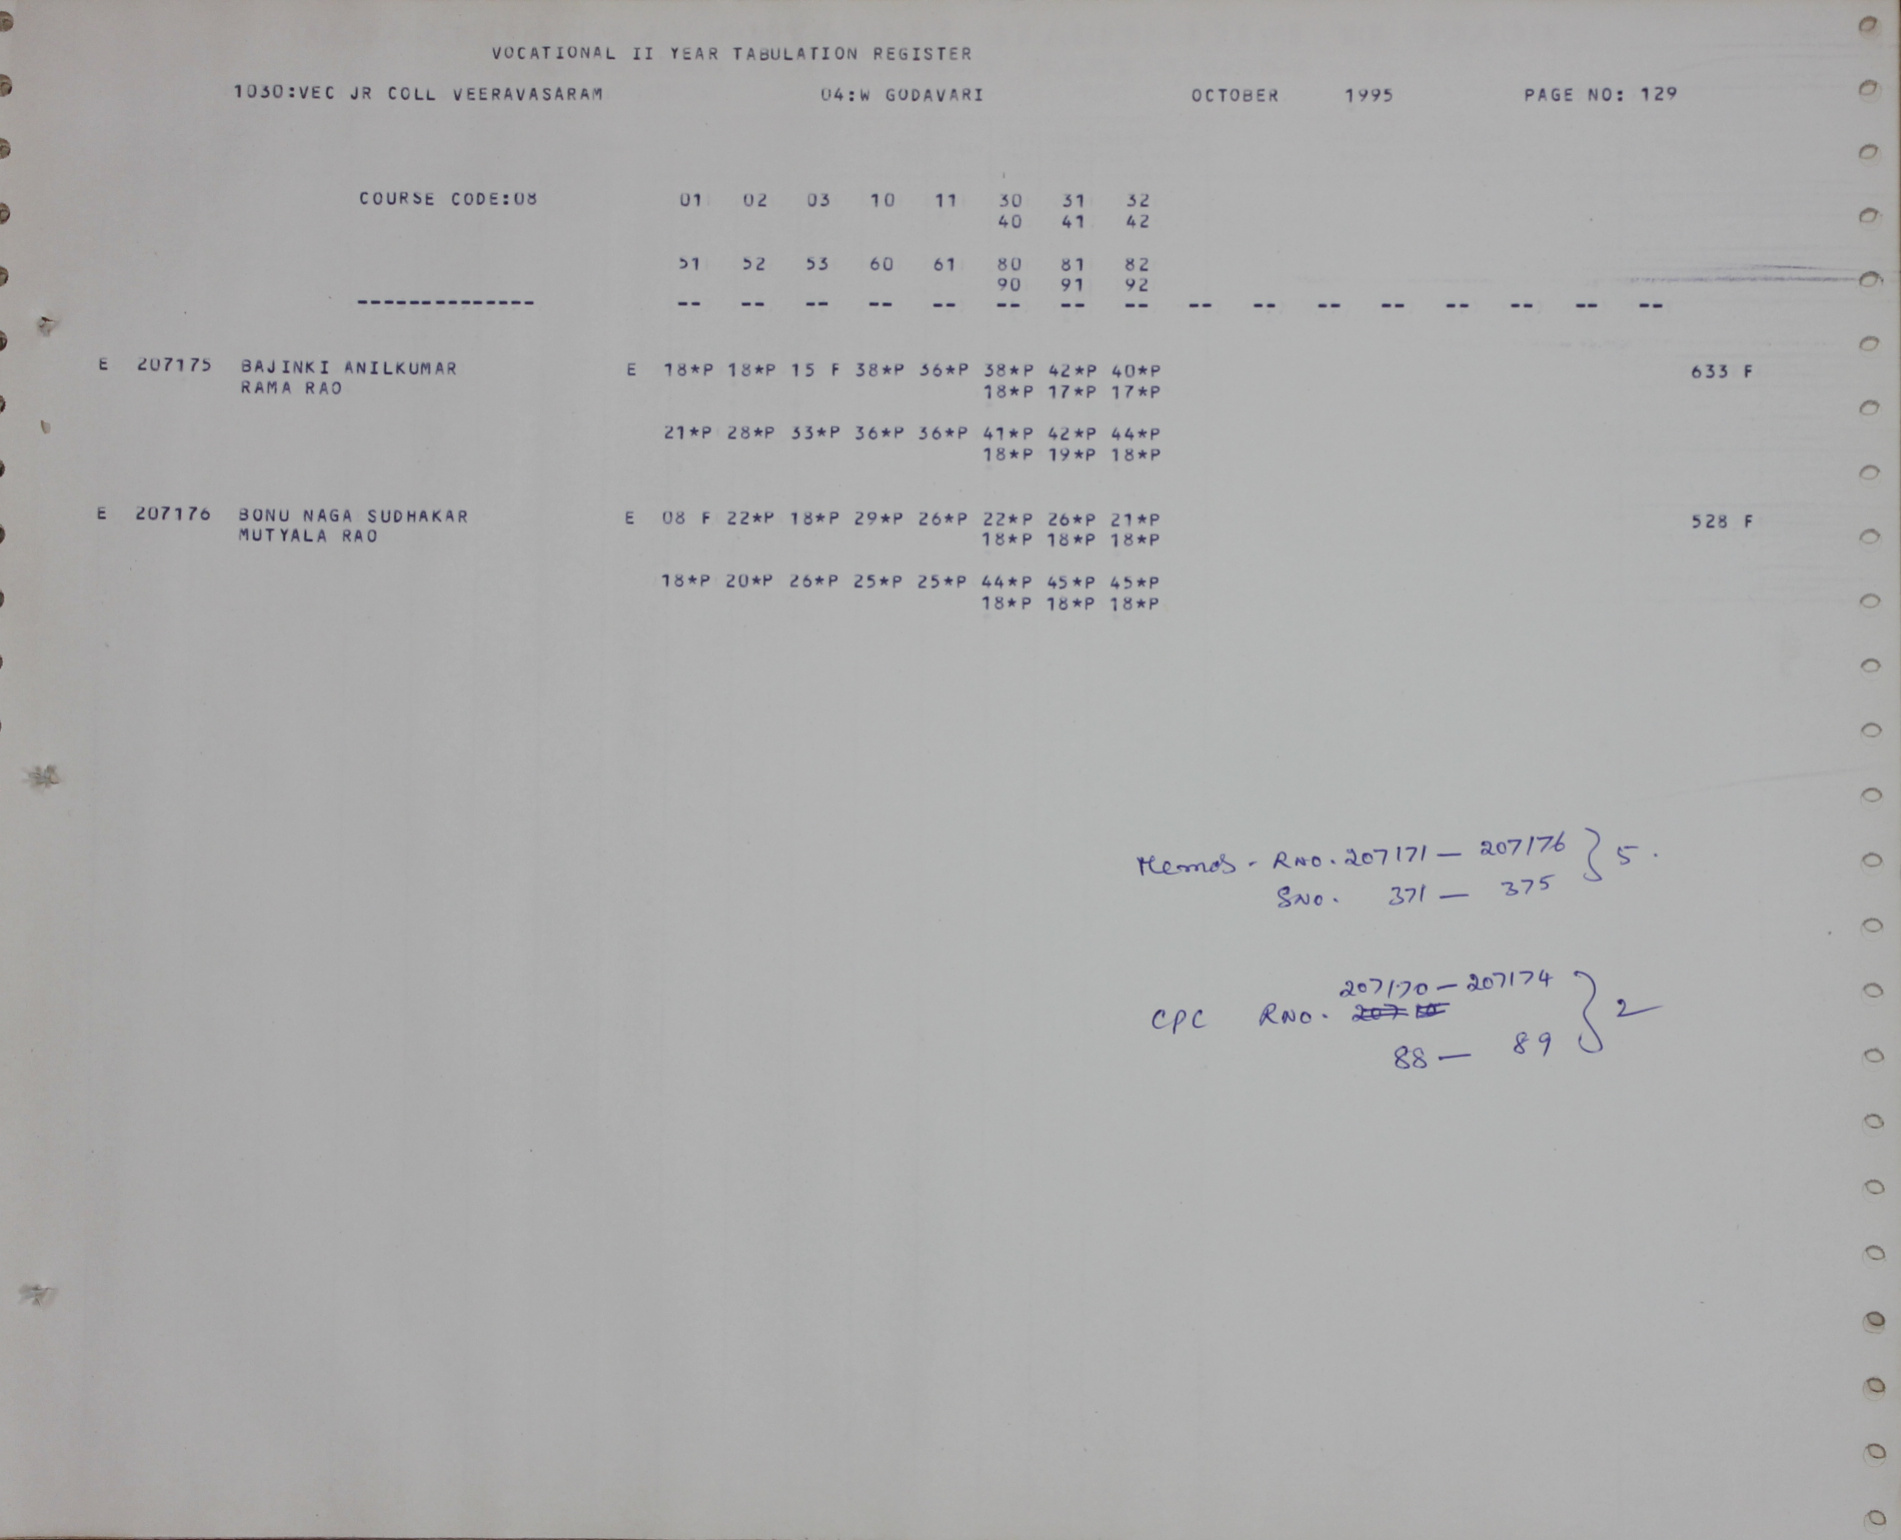 VOCATIONAL II YEAR TABULATION REGISTER
1030:VEC JR COLL VEERAVASARAM 04:W GODAVARI OCTOBER 1995 PAGE NO: 129
COURSE CODE:08 01 02 03 10 11 30 31 32
40 41 42
51 52 53 60 61 80 81 82
90 91 92
-------------- -- -- -- -- -- -- -- -- -- -- -- -- -- -- -- --
E 207175 BAJINKI ANILKUMAR E 18*P 18*P 15 F 38*P 36*P 38*P 42*P 40*P 633 F
RAMA RAO 18*P 17*P 17*P
21*P 28*P 33*P 36*P 36*P 41*P 42*P 44*P
18*P 19*P 18*P
E 207176 BONU NAGA SUDHAKAR E 08 F 22*P 18*P 29*P 26*P 22*P 26*P 21*P 528 F
MUTYALA RAO 18*P 18*P 18*P
18*P 20*P 26*P 25*P 25*P 44*P 45*P 45*P
18*P 18*P 18*P
Memos - RNO. 207171 — 207176 } 5.
SNO. 371 — 375
207170 — 207174
CPC RNO. } 2
88 — 89